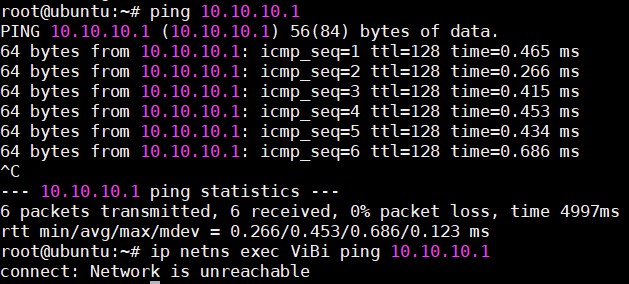 root@ubuntu:~# ping 10.10.10.1
PING 10.10.10.1 (10.10.10.1) 56(84) bytes of data.
64 bytes from 10.10.10.1: icmp_seq=1 ttl=128 time=0.465 ms
64 bytes from 10.10.10.1: icmp_seq=2 ttl=128 time=0.266 ms
64 bytes from 10.10.10.1: icmp_seq=3 ttl=128 time=0.415 ms
64 bytes from 10.10.10.1: icmp_seq=4 ttl=128 time=0.453 ms
64 bytes from 10.10.10.1: icmp_seq=5 ttl=128 time=0.434 ms
64 bytes from 10.10.10.1: icmp_seq=6 ttl=128 time=0.686 ms
^C
--- 10.10.10.1 ping statistics ---
6 packets transmitted, 6 received, 0% packet loss, time 4997ms
rtt min/avg/max/mdev = 0.266/0.453/0.686/0.123 ms
root@ubuntu:~# ip netns exec ViBi ping 10.10.10.1
connect: Network is unreachable